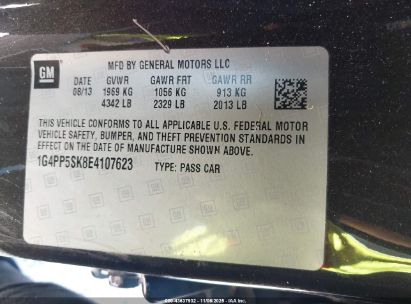 MFD BY GENERAL MOTORS LLC
GM
DATE GVWR GAWR FRT GAWR RR
08/13 1969 KG 1056 KG 913 KG
4342 LB 2329 LB 2013 LB
THIS VEHICLE CONFORMS TO ALL APPLICABLE U.S. FEDERAL MOTOR
VEHICLE SAFETY, BUMPER, AND THEFT PREVENTION STANDARDS IN
EFFECT ON THE DATE OF MANUFACTURE SHOWN ABOVE.
1G4PP5SK8E4107623 TYPE: PASS CAR